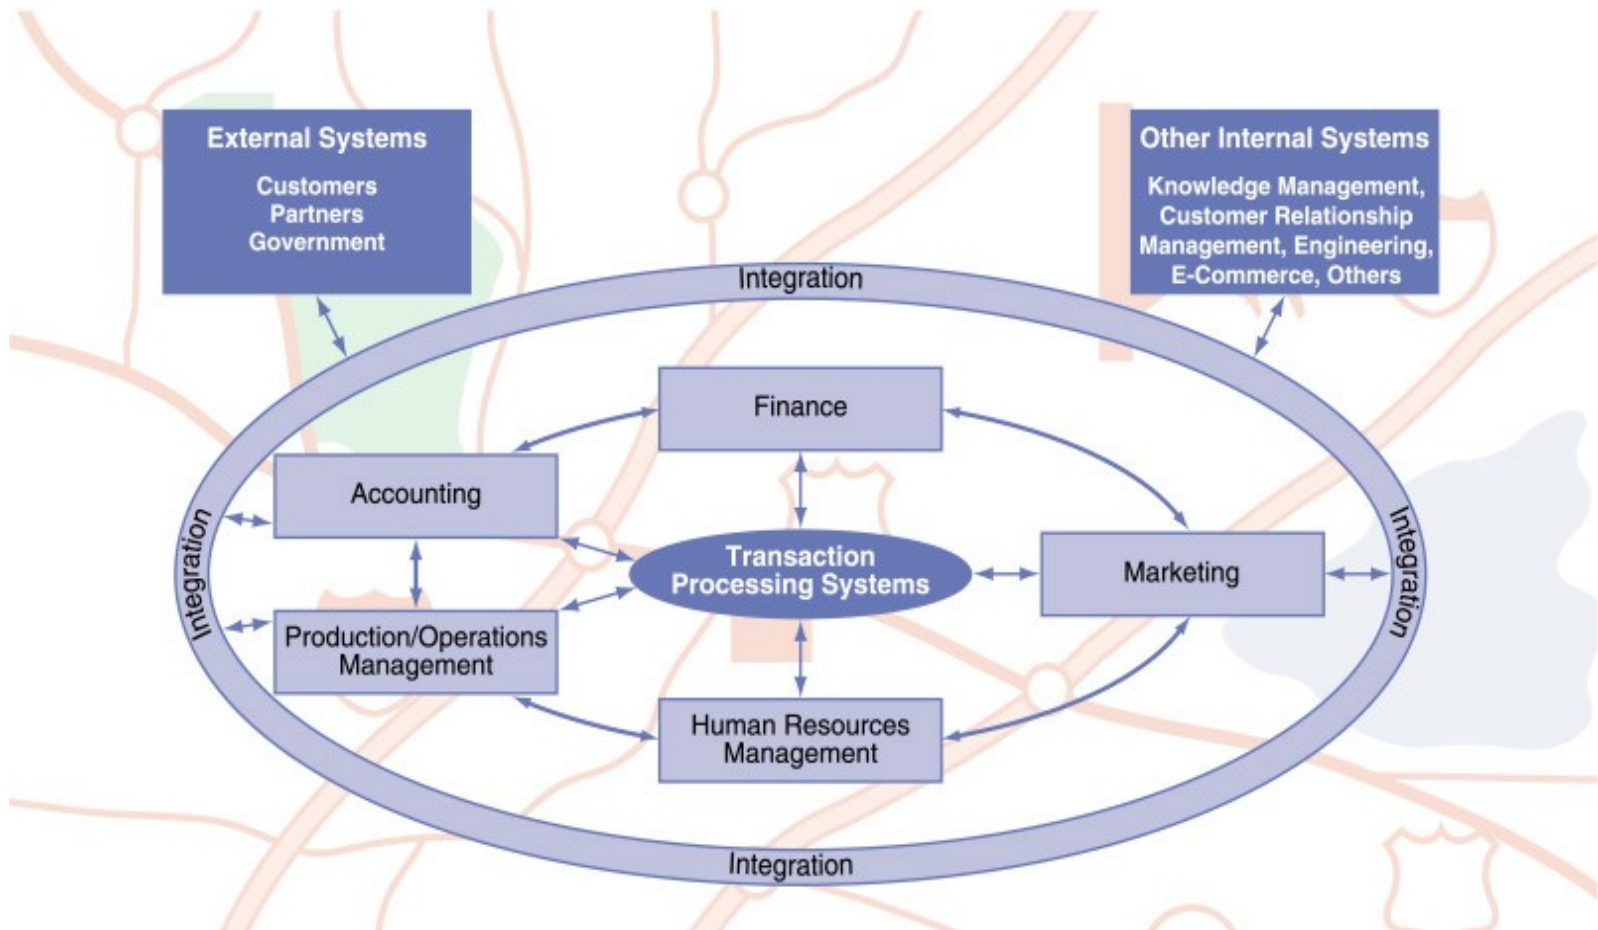 External Systems
Customers
Partners
Government
Other Internal Systems
Knowledge Management,
Customer Relationship
Management, Engineering,
E-Commerce, Others
Integration
Finance
Accounting
Integration
Transaction
Processing Systems
Marketing
Integration
Production/Operations
Management
Human Resources
Management
Integration